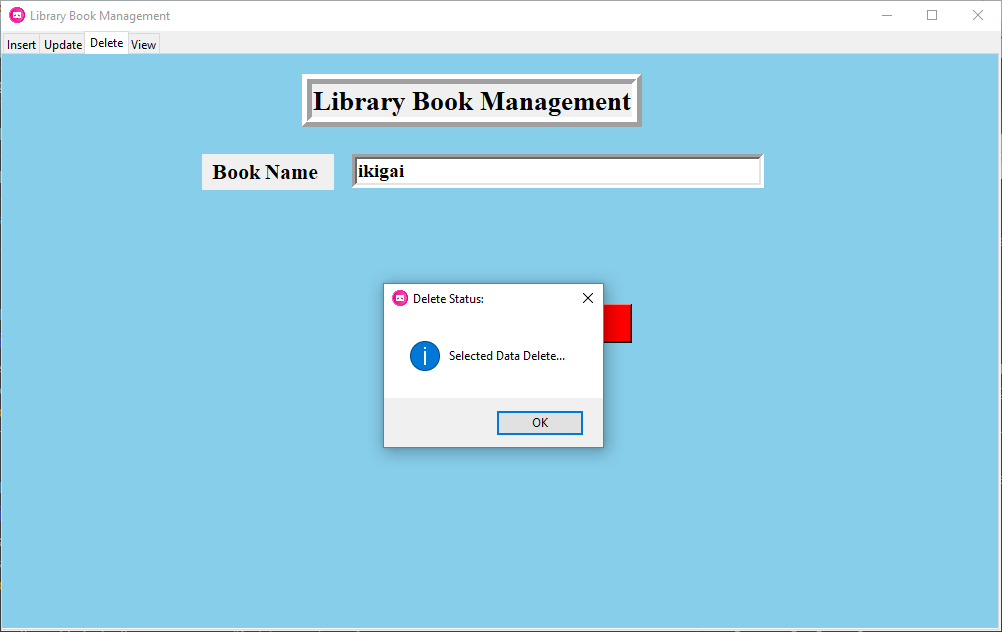 Library Book Management
Insert Update Delete View
Library Book Management
Book Name ikigai
Delete Status:
Selected Data Delete...
OK